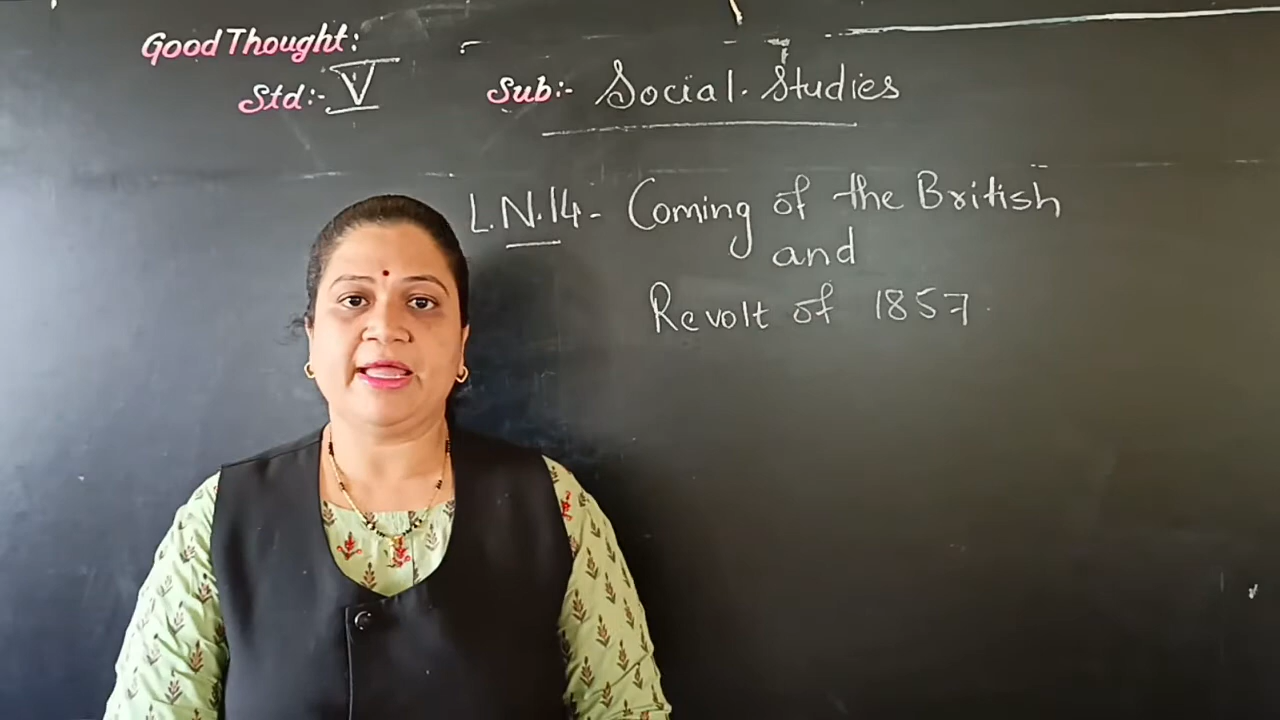 Good Thought:
Std:- V Sub:- Social Studies
L.N.14- Coming of the British
and
Revolt of 1857.